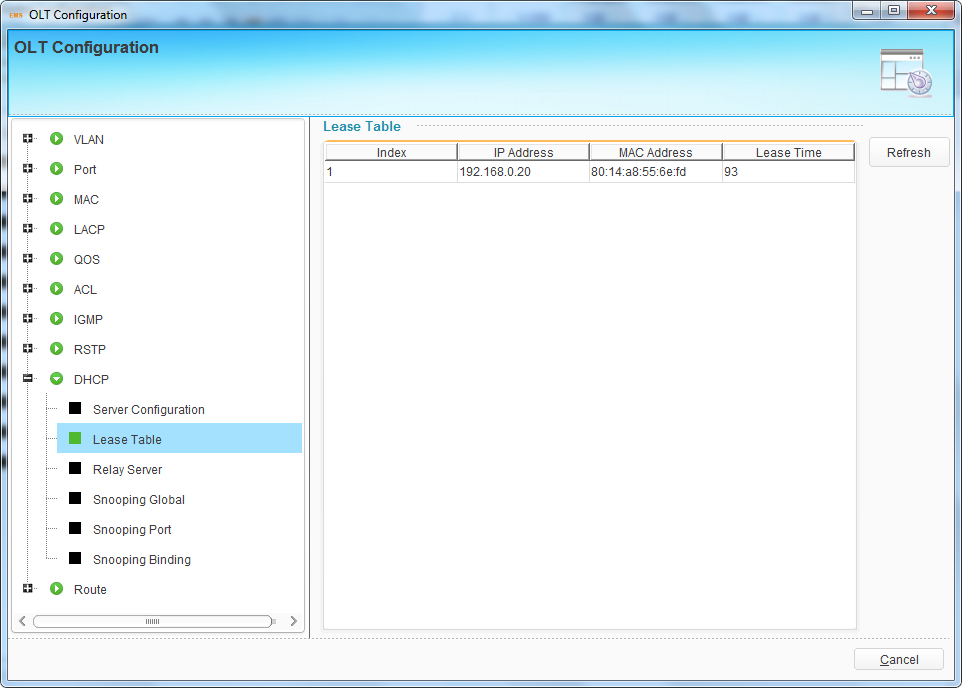 EMS OLT Configuration
OLT Configuration
VLAN
Port
MAC
LACP
QOS
ACL
IGMP
RSTP
DHCP
Server Configuration
Lease Table
Relay Server
Snooping Global
Snooping Port
Snooping Binding
Route
Lease Table
Index IP Address MAC Address Lease Time
1 192.168.0.20 80:14:a8:55:6e:fd 93
Refresh
Cancel